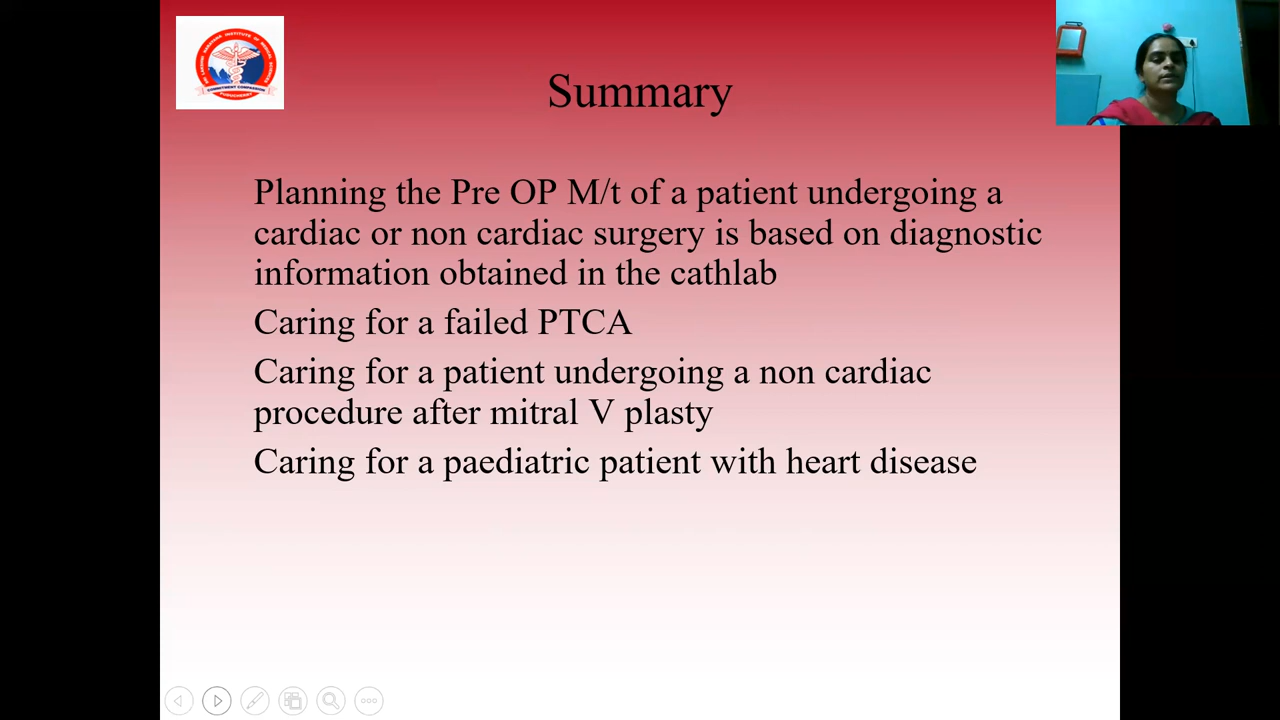 Summary
Planning the Pre OP M/t of a patient undergoing a
cardiac or non cardiac surgery is based on diagnostic
information obtained in the cathlab
Caring for a failed PTCA
Caring for a patient undergoing a non cardiac
procedure after mitral V plasty
Caring for a paediatric patient with heart disease